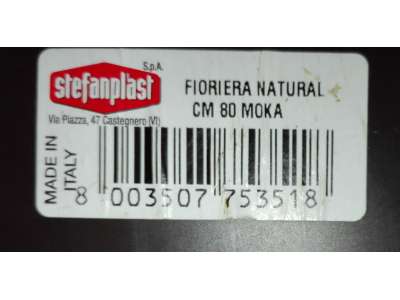 S.p.A.
stefanplast
Via Piazza, 47 Castegnero (Vi)
FIORIERA NATURAL
CM 80 MOKA
MADE IN
ITALY
8 003507 753518